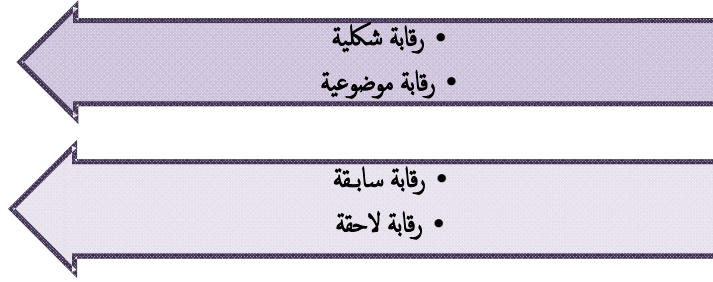 • رقابة شكلية
• رقابة موضوعية
• رقابة سابقة
• رقابة لاحقة